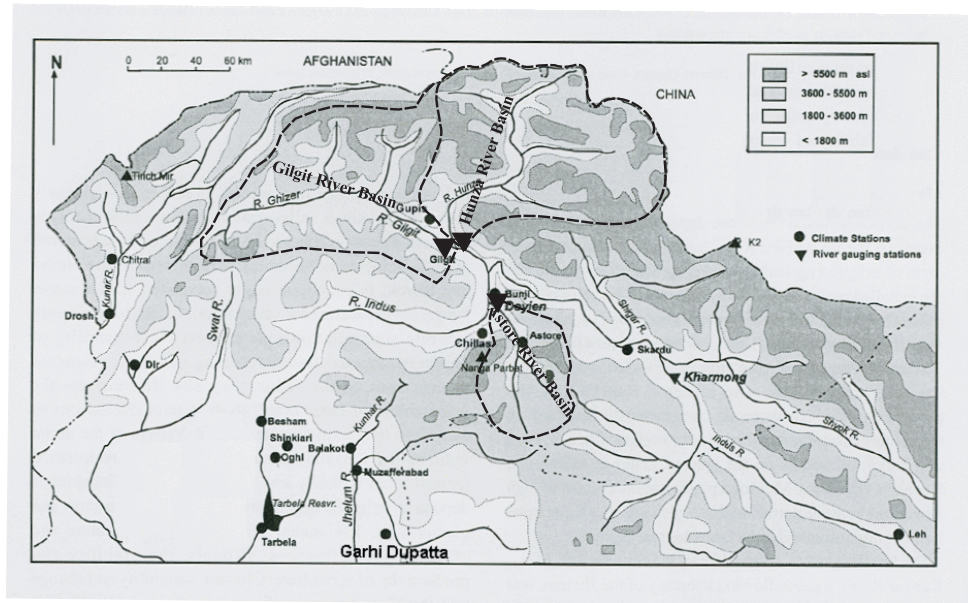 N
0 20 40 60 km
AFGHANISTAN
CHINA
> 5500 m asl
3600 - 5500 m
1800 - 3600 m
< 1800 m
Climate Stations
River gauging stations
Tirich Mir
Gilgit River Basin
Hunza River Basin
R. Ghizer
R. Hunza
Gupis
R. Gilgit
Gilgit
K2
Chitral
Kunar R.
Drosh
Swat R.
R. Indus
Bunji
Doyien
Shigar R.
Astore River Basin
Chillas
Astore
Skardu
Nanga Parbat
Kharmong
Dir
Kunhar R.
Besham
Shinkiari
Oghi
Balakot
Muzafferabad
Shyok R.
Indus R
Jhelum R.
Tarbela Resvr.
Tarbela
Garhi Dupatta
Leh